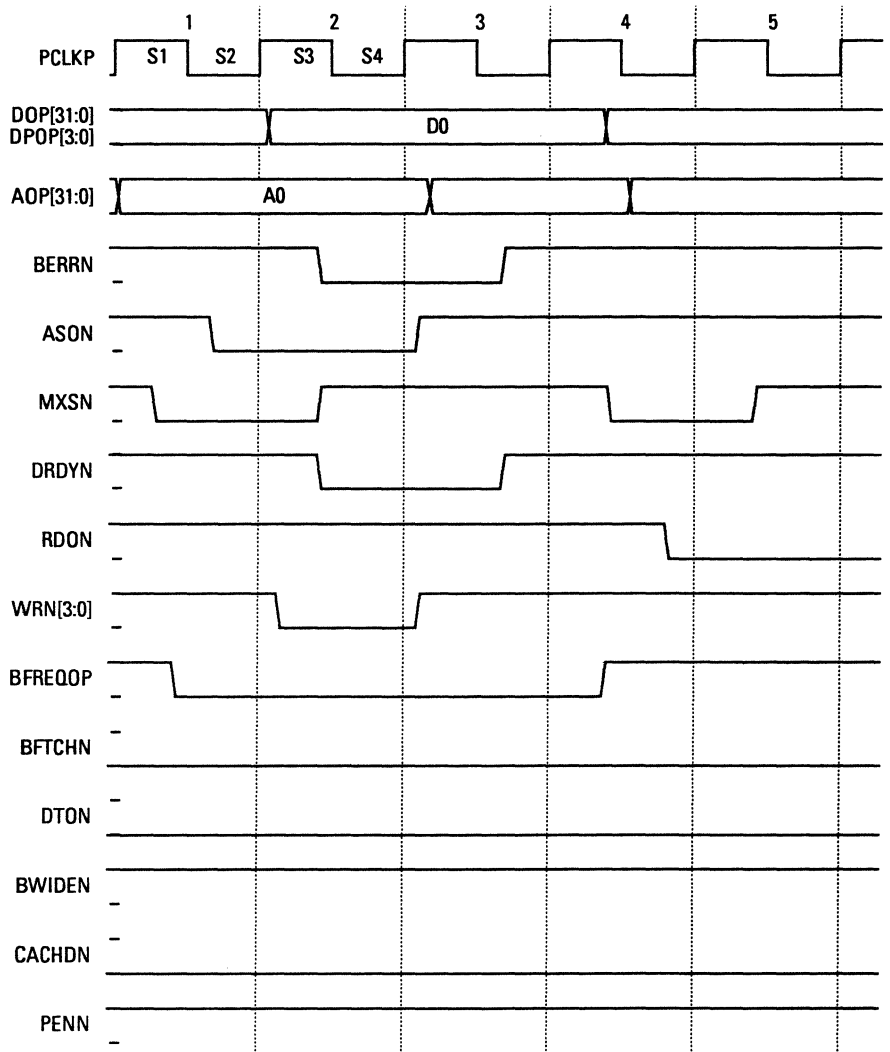 1 2 3 4 5
PCLKP S1 S2 S3 S4
DOP[31:0]
DPOP[3:0]
D0
AOP[31:0] A0
BERRN
ASON
MXSN
DRDYN
RDON
WRN[3:0]
BFREQOP
BFTCHN
DTON
BWIDEN
CACHDN
PENN